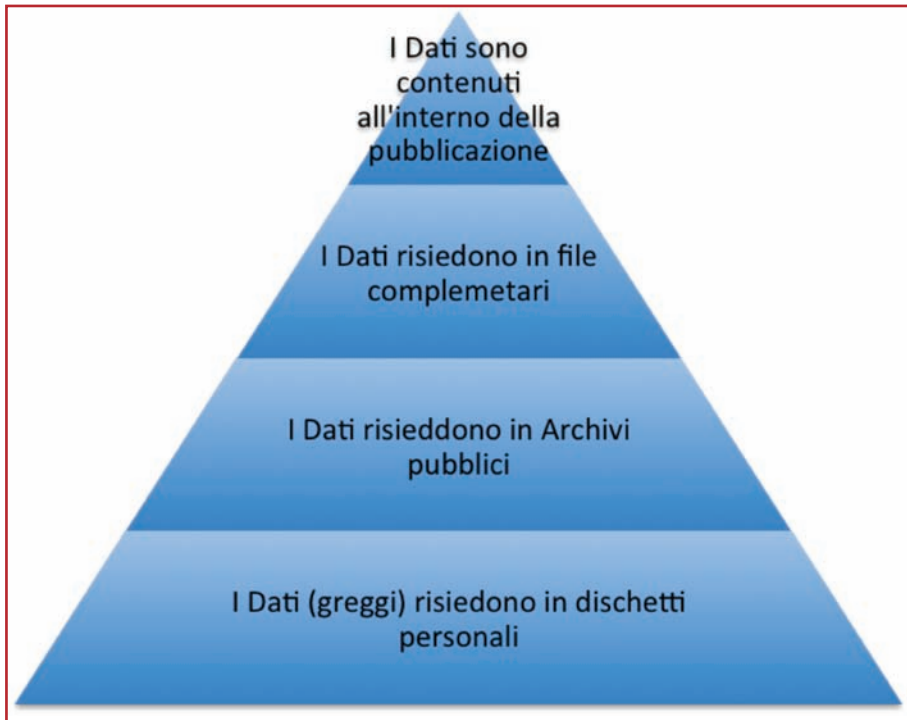 I Dati sono
contenuti
all'interno della
pubblicazione
I Dati risiedono in file
complemetari
I Dati risieddono in Archivi
pubblici
I Dati (greggi) risiedono in dischetti
personali